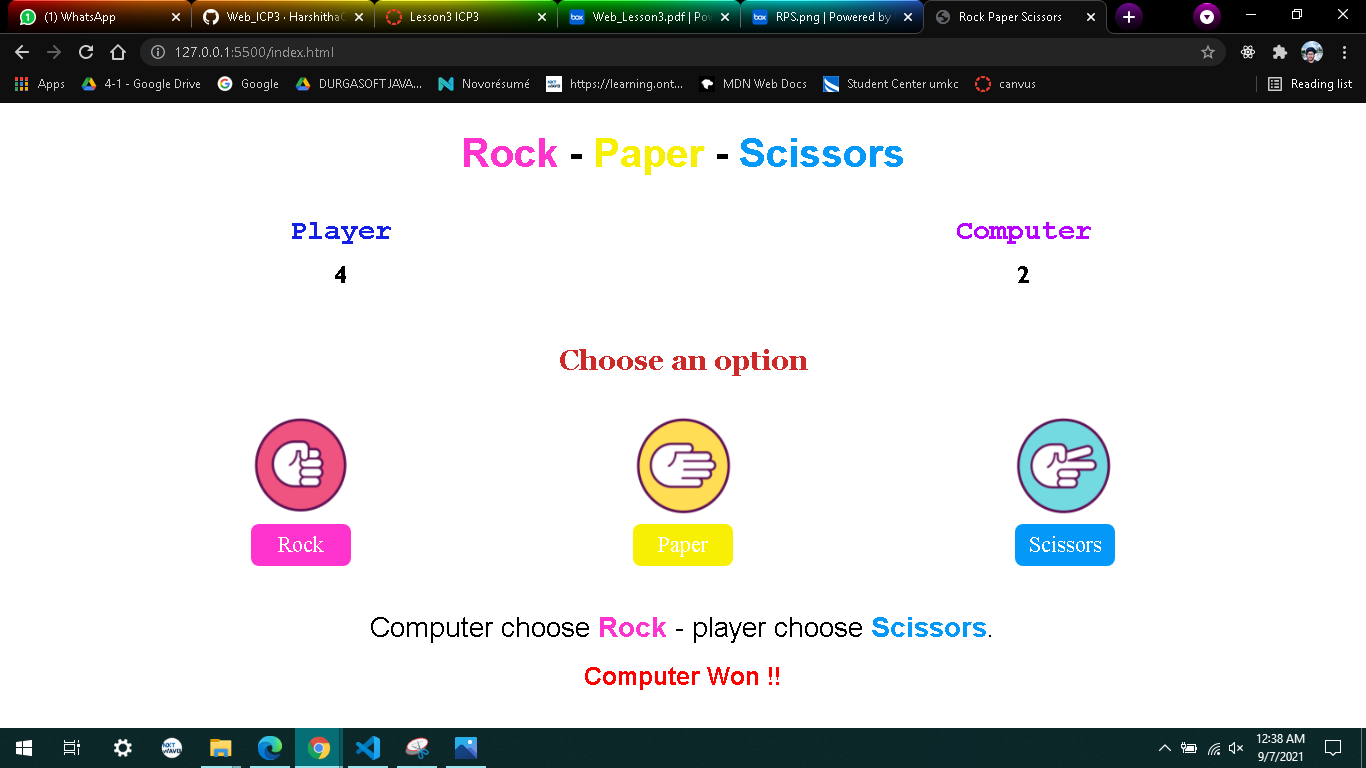 (1) WhatsApp
Web_ICP3 · Harshitha
Lesson3 ICP3
Web_Lesson3.pdf | Pow
RPS.png | Powered by
Rock Paper Scissors
127.0.0.1:5500/index.html
Apps
4-1 - Google Drive
Google
DURGASOFT JAVA...
Novorésumé
https://learning.ont...
MDN Web Docs
Student Center umkc
canvus
Reading list
Rock - Paper - Scissors
Player
Computer
4
2
Choose an option
Rock
Paper
Scissors
Computer choose Rock - player choose Scissors.
Computer Won !!
12:38 AM
9/7/2021